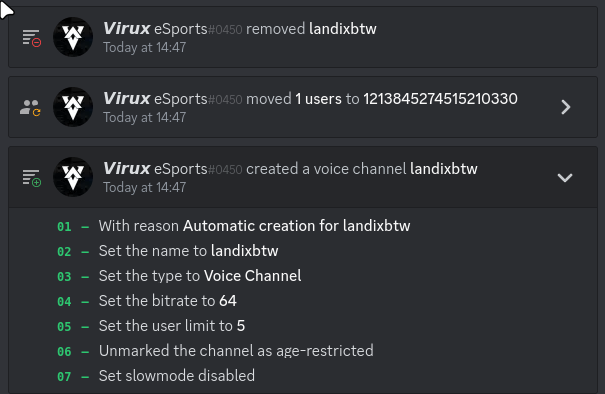 Virux eSports#0450 removed landixbtw
Today at 14:47
Virux eSports#0450 moved 1 users to 1213845274515210330
Today at 14:47
Virux eSports#0450 created a voice channel landixbtw
Today at 14:47
01 – With reason Automatic creation for landixbtw
02 – Set the name to landixbtw
03 – Set the type to Voice Channel
04 – Set the bitrate to 64
05 – Set the user limit to 5
06 – Unmarked the channel as age-restricted
07 – Set slowmode disabled